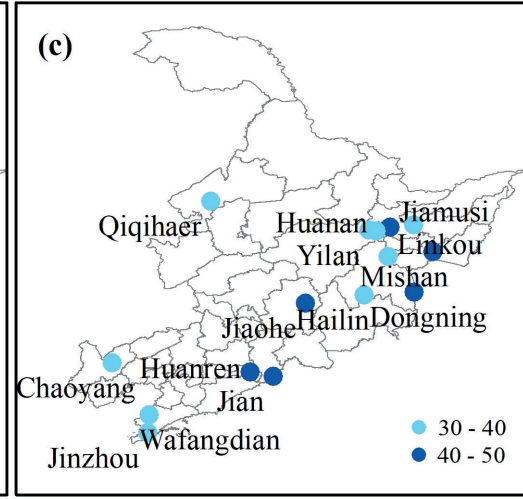 (c)
Qiqihaer
Huanan
Jiamusi
Yilan
Linkou
Mishan
Jiaohe
Hailin
Dongning
Huanren
Chaoyang
Jian
Wafangdian
Jinzhou
30 - 40
40 - 50